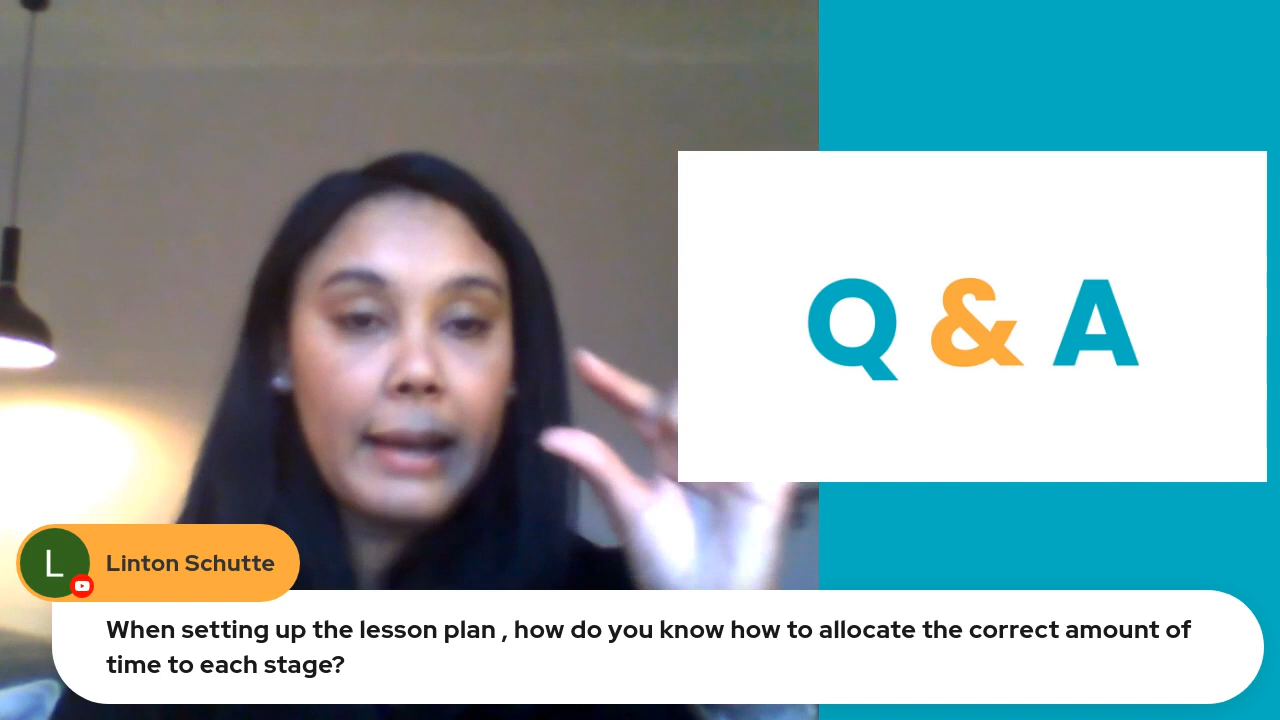 Q & A
L
Linton Schutte
When setting up the lesson plan , how do you know how to allocate the correct amount of
time to each stage?